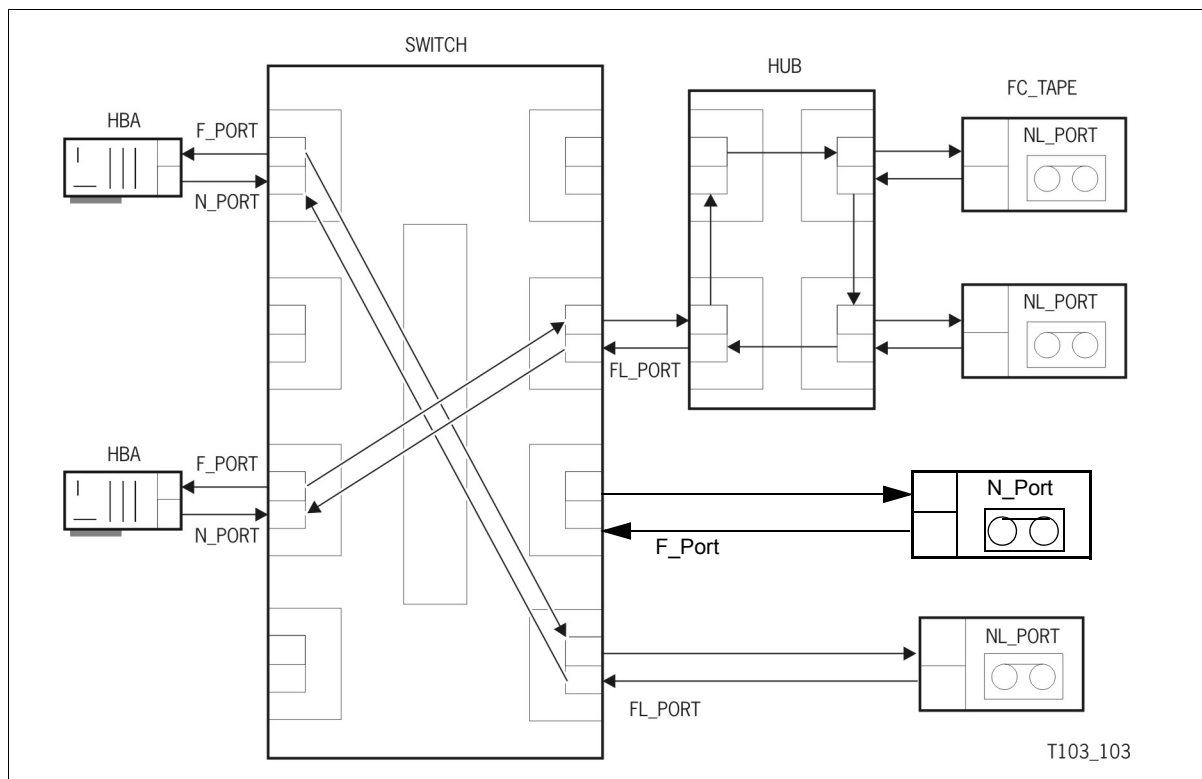 SWITCH
HUB
FC_TAPE
HBA
F_PORT
N_PORT
NL_PORT
NL_PORT
FL_PORT
HBA
F_PORT
N_PORT
N_Port
F_Port
NL_PORT
FL_PORT
T103_103